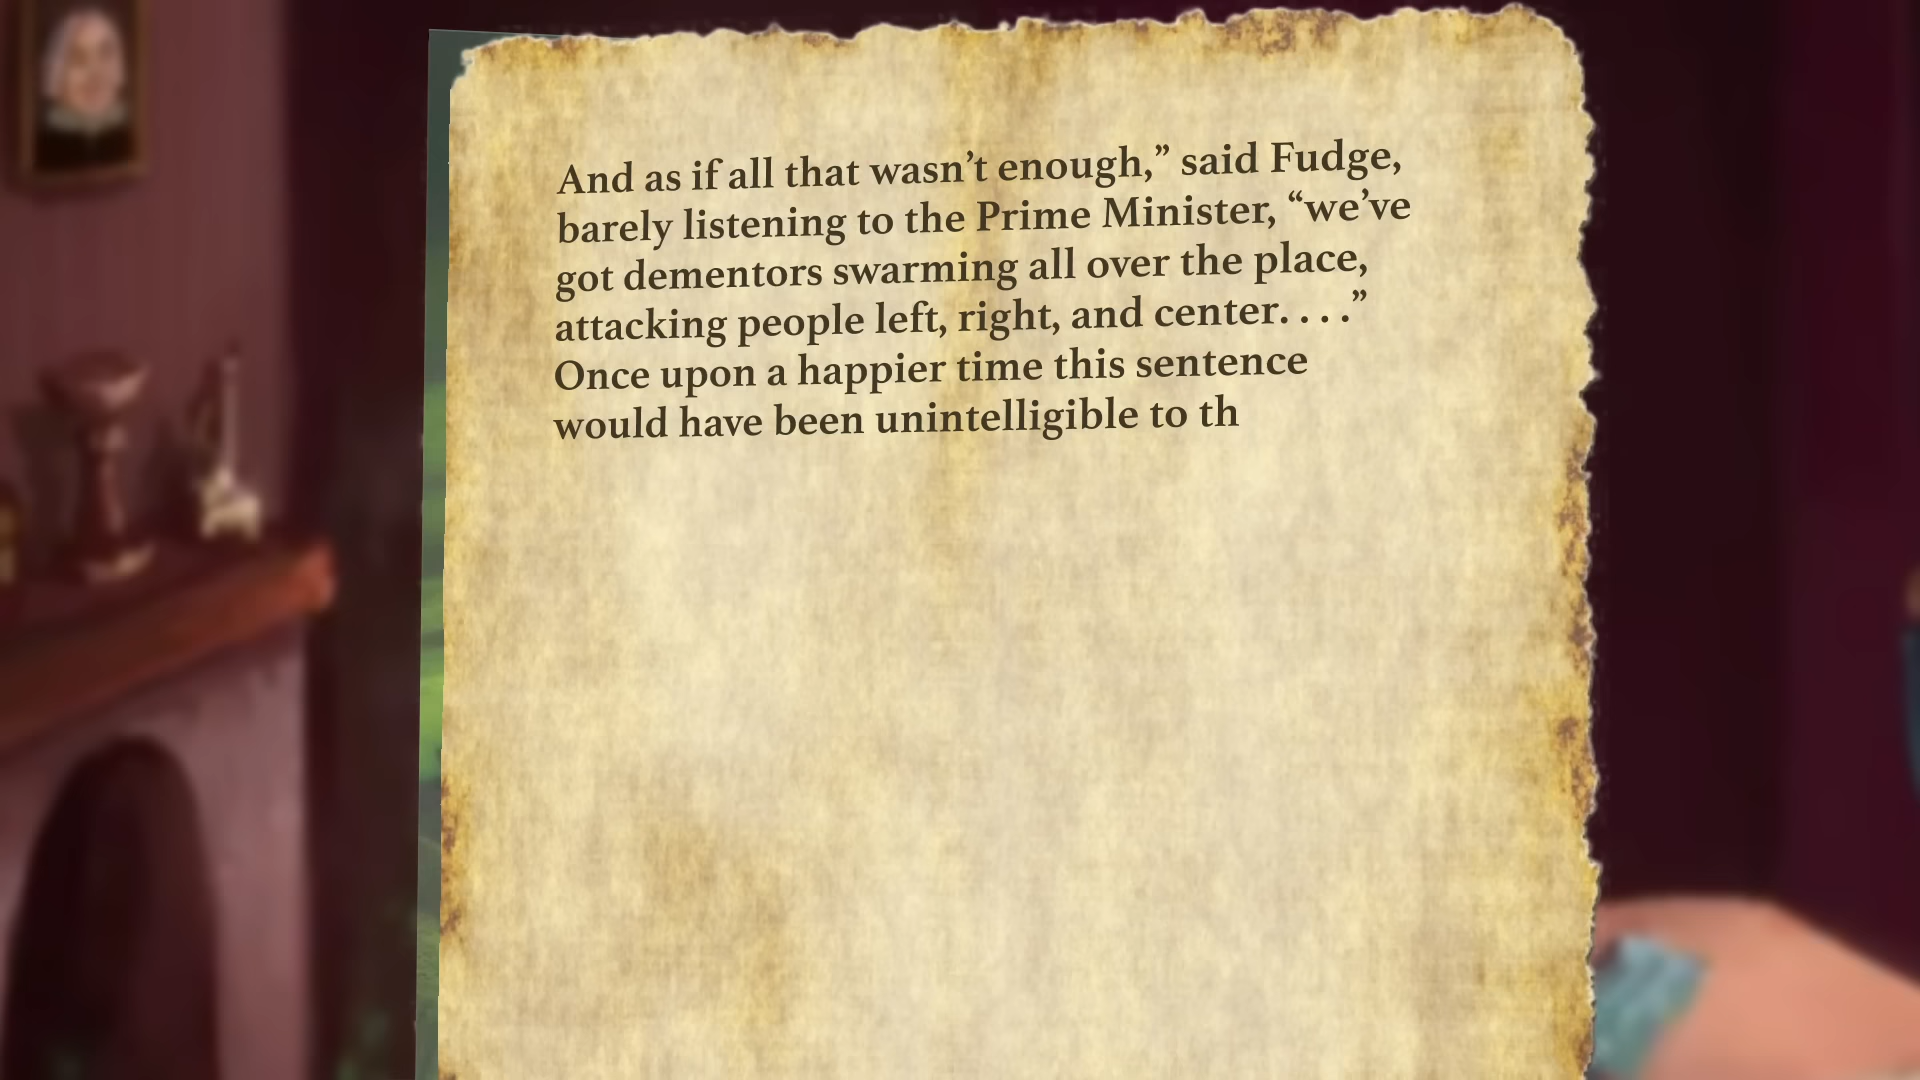 And as if all that wasn’t enough,” said Fudge,
barely listening to the Prime Minister, “we’ve
got dementors swarming all over the place,
attacking people left, right, and center. . . .”
Once upon a happier time this sentence
would have been unintelligible to th